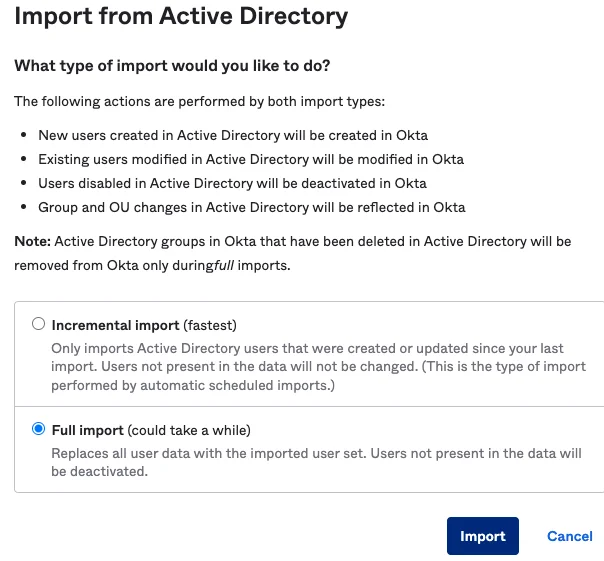 Import from Active Directory
What type of import would you like to do?
The following actions are performed by both import types:
New users created in Active Directory will be created in Okta
Existing users modified in Active Directory will be modified in Okta
Users disabled in Active Directory will be deactivated in Okta
Group and OU changes in Active Directory will be reflected in Okta
Note: Active Directory groups in Okta that have been deleted in Active Directory will be
removed from Okta only duringfull imports.
Incremental import (fastest)
Only imports Active Directory users that were created or updated since your last
import. Users not present in the data will not be changed. (This is the type of import
performed by automatic scheduled imports.)
Full import (could take a while)
Replaces all user data with the imported user set. Users not present in the data will
be deactivated.
Import Cancel